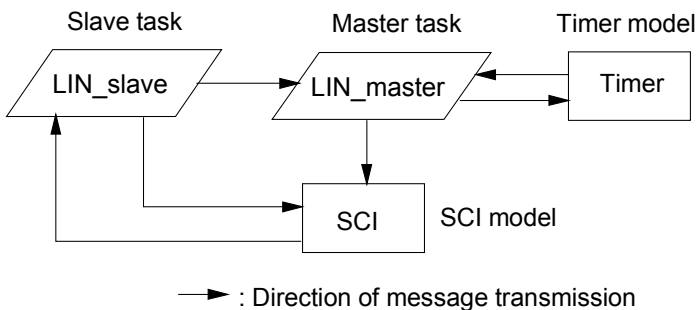 Slave task
Master task
Timer model
LIN_slave
LIN_master
Timer
SCI
SCI model
: Direction of message transmission